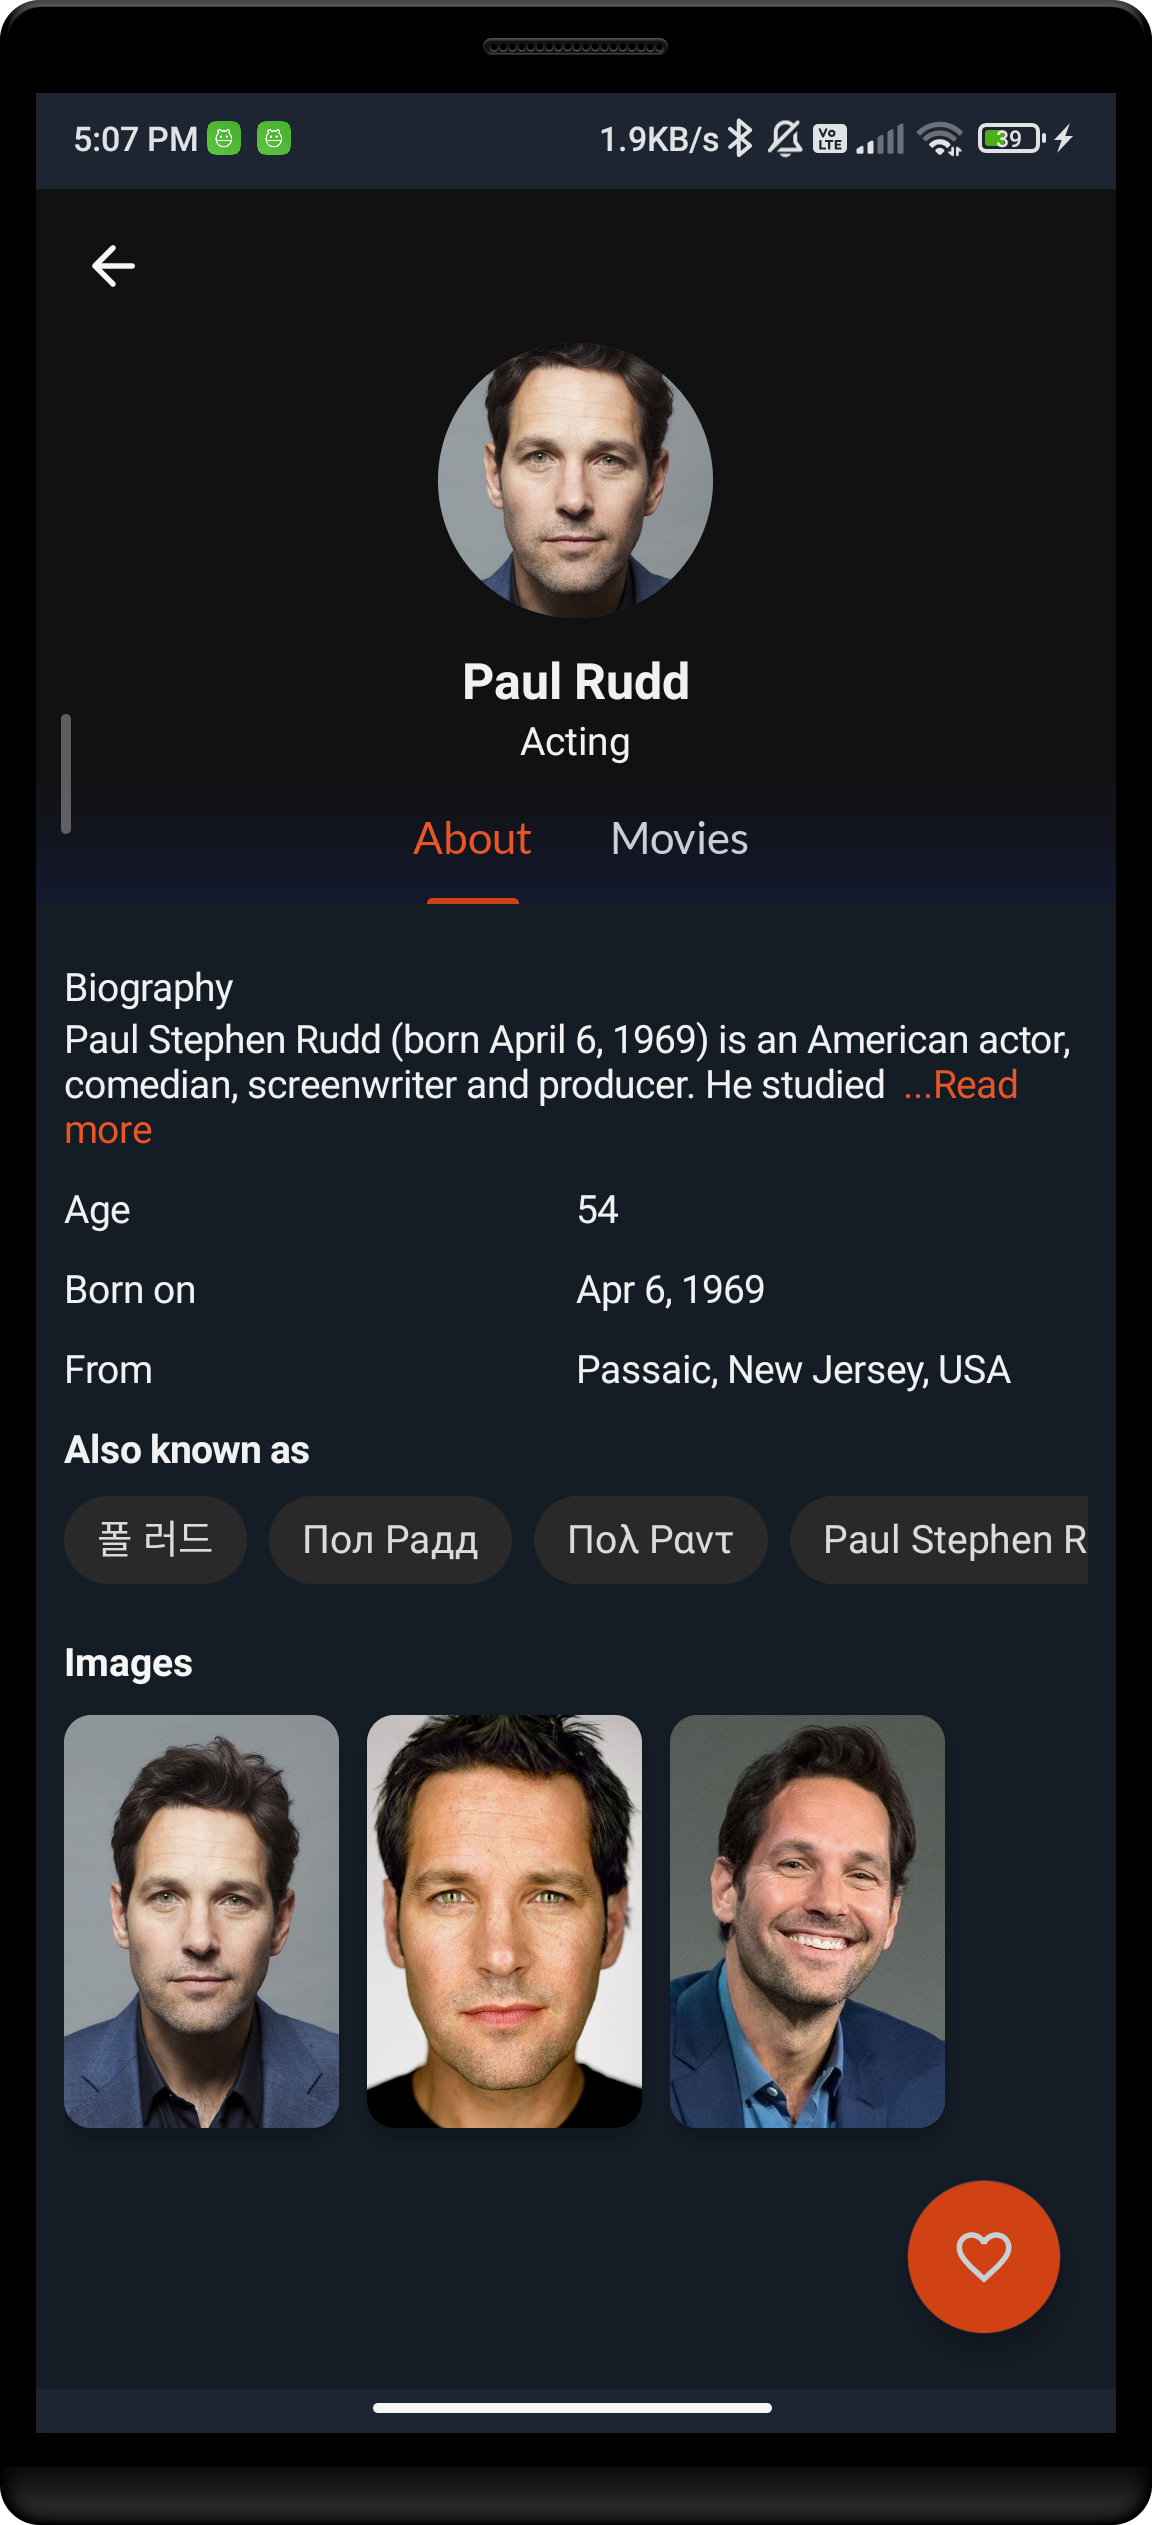 5:07 PM
1.9KB/s
Vo
LTE
39
Paul Rudd
Acting
About
Movies
Biography
Paul Stephen Rudd (born April 6, 1969) is an American actor,
comedian, screenwriter and producer. He studied ...Read
more
Age
54
Born on
Apr 6, 1969
From
Passaic, New Jersey, USA
Also known as
폴 러드
Пол Радд
Πολ Ραντ
Paul Stephen R
Images